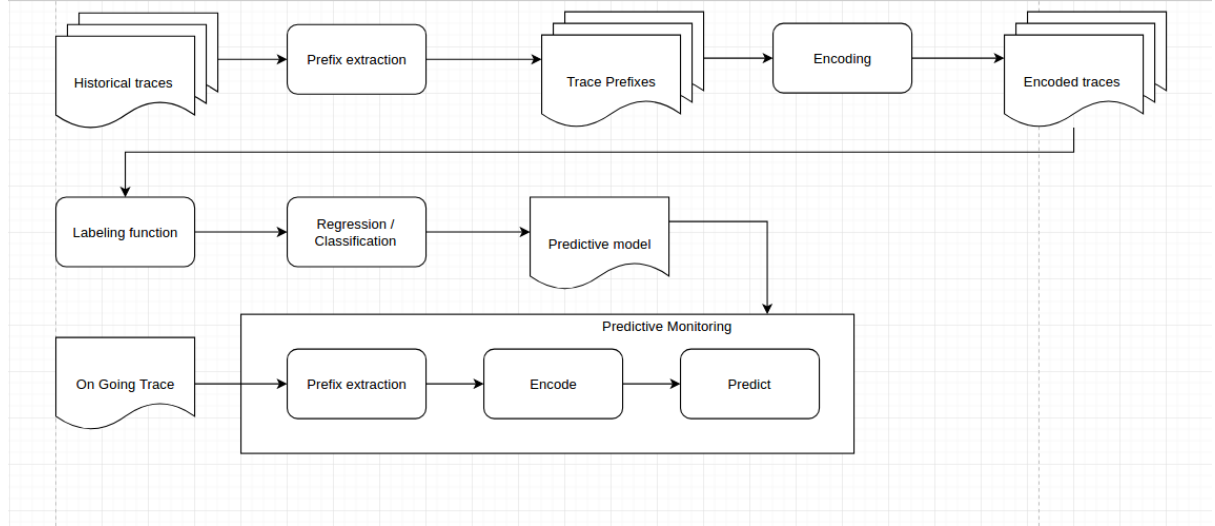 Historical traces
Prefix extraction
Trace Prefixes
Encoding
Encoded traces
Labeling function
Regression /
Classification
Predictive model
Predictive Monitoring
On Going Trace
Prefix extraction
Encode
Predict